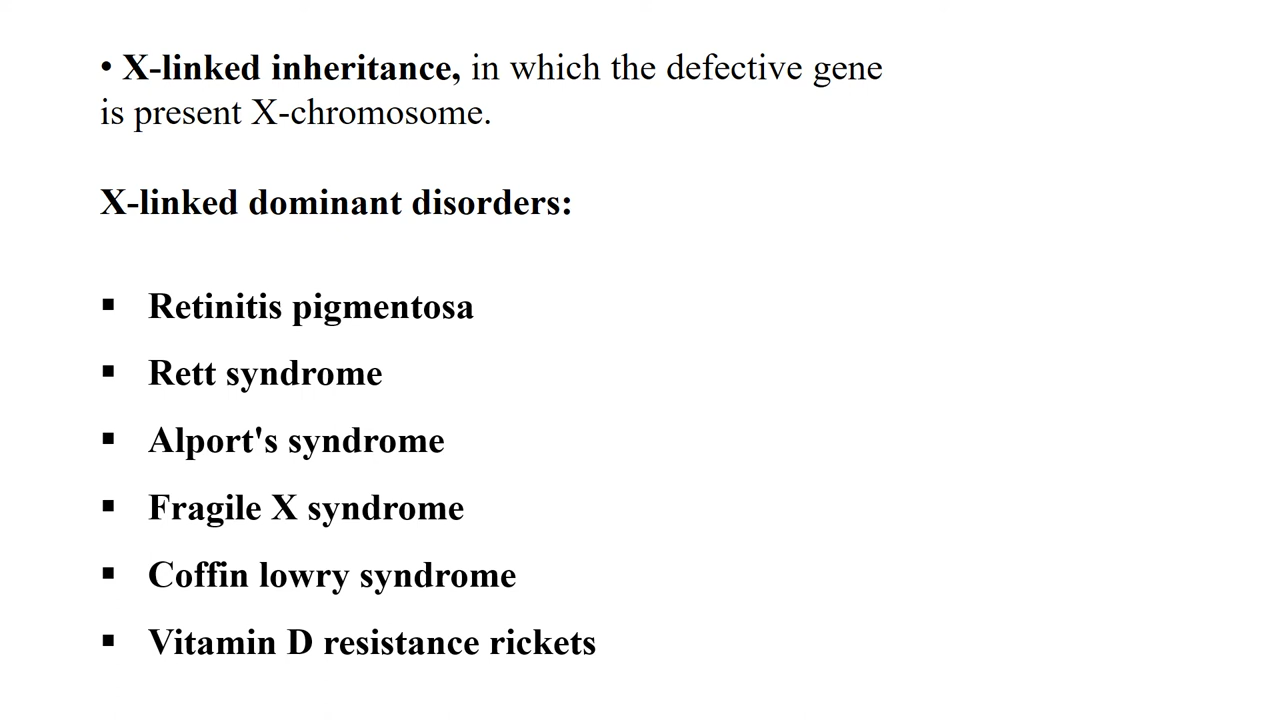 • X-linked inheritance, in which the defective gene
is present X-chromosome.
X-linked dominant disorders:
▪ Retinitis pigmentosa
▪ Rett syndrome
▪ Alport's syndrome
▪ Fragile X syndrome
▪ Coffin lowry syndrome
▪ Vitamin D resistance rickets